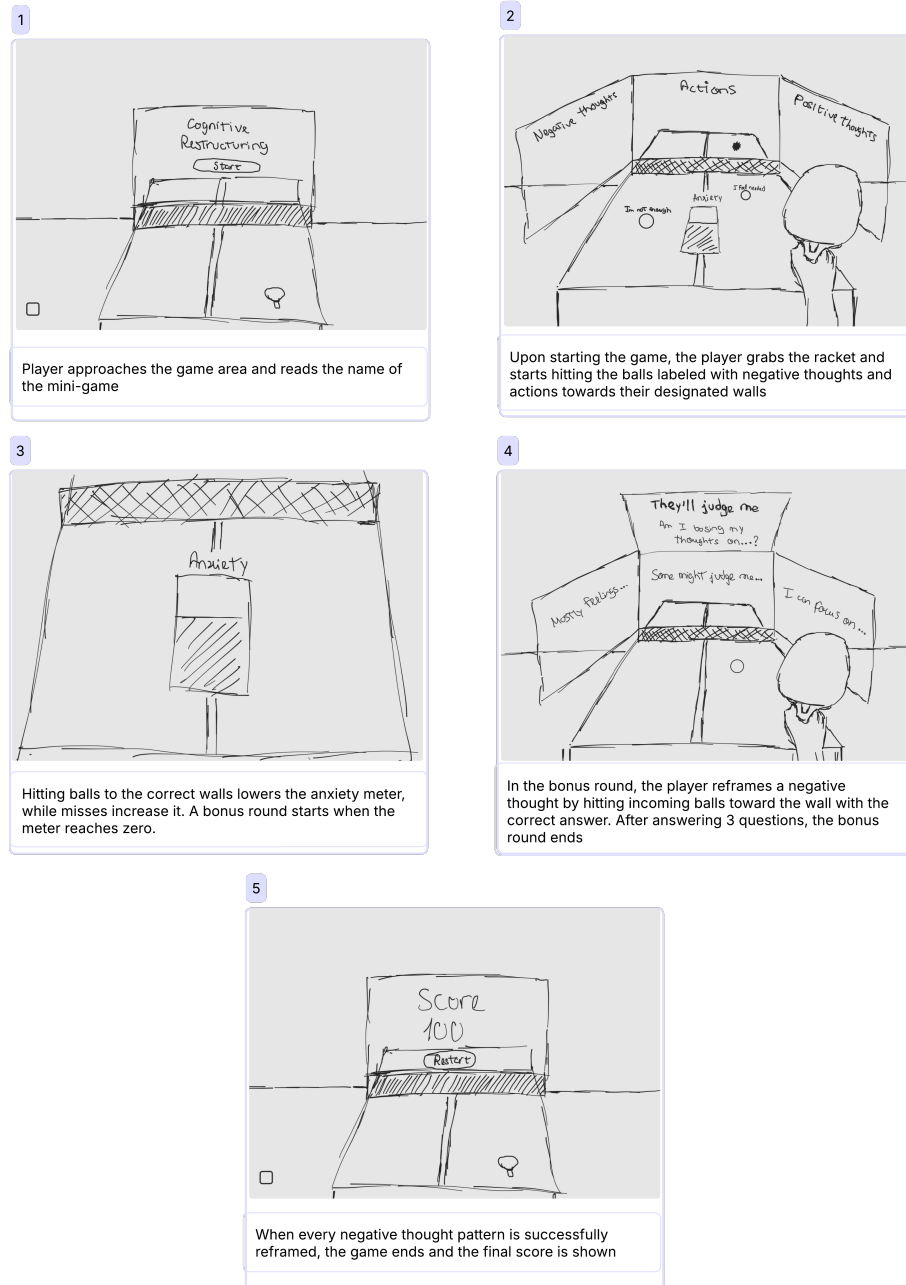 1
Cognitive
Restructuring
Start
Player approaches the game area and reads the name of
the mini-game
2
Negative thoughts
Actions
Positive thoughts
I'm not enough
Anxiety
I feel needed
Upon starting the game, the player grabs the racket and
starts hitting the balls labeled with negative thoughts and
actions towards their designated walls
3
Anxiety
Hitting balls to the correct walls lowers the anxiety meter,
while misses increase it. A bonus round starts when the
meter reaches zero.
4
They'll judge me
Am I basing my
thoughts on...?
Mostly feelings...
Some might judge me...
I can focus on...
In the bonus round, the player reframes a negative
thought by hitting incoming balls toward the wall with the
correct answer. After answering 3 questions, the bonus
round ends
5
Score
100
Restart
When every negative thought pattern is successfully
reframed, the game ends and the final score is shown